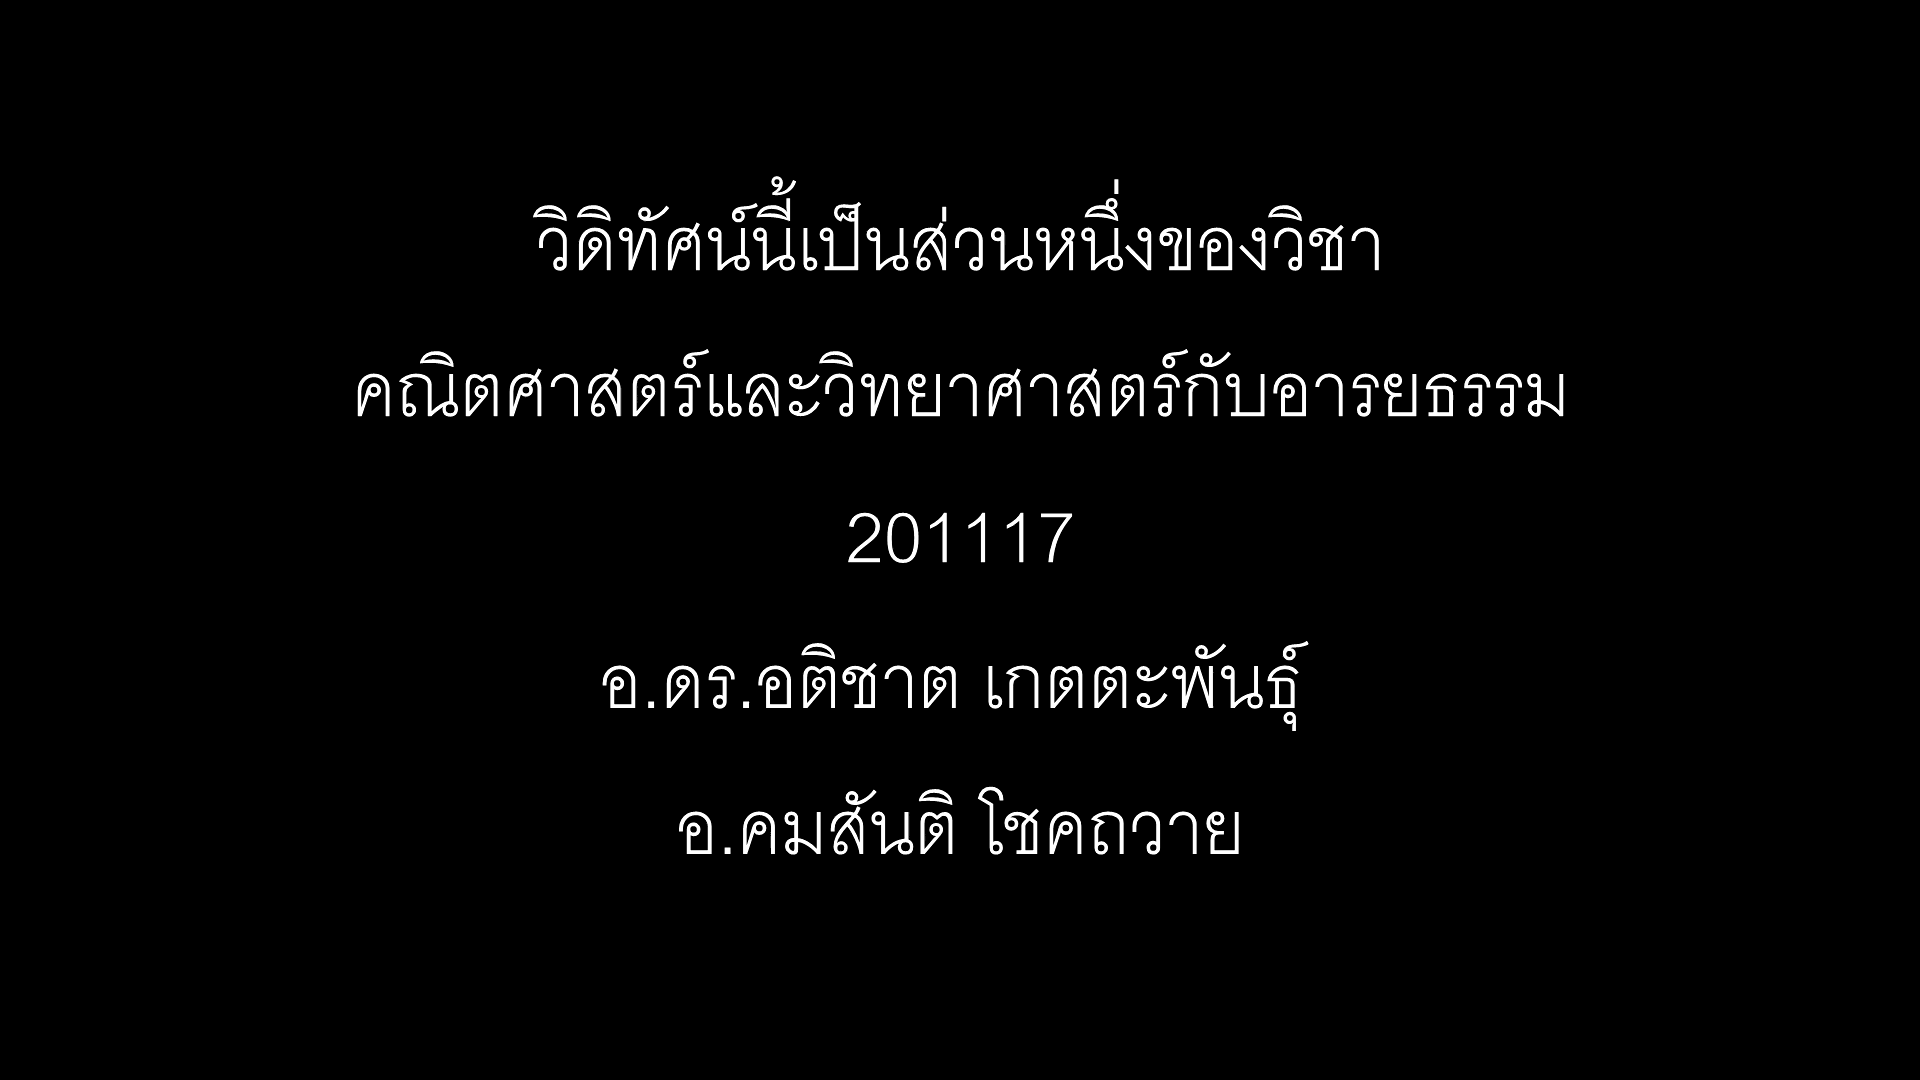 วิดิทัศน์นี้เป็นส่วนหนึ่งของวิชา
คณิตศาสตร์และวิทยาศาสตร์กับอารยธรรม
201117
อ.ดร.อติชาต เกตตะพันธุ์
อ.คมสันติ โชคถวาย